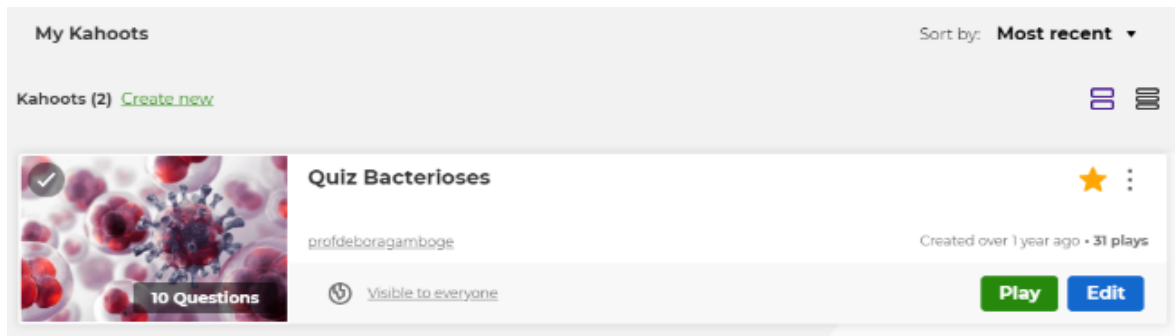 My Kahoots
Sort by: Most recent
Kahoots (2) Create new
Quiz Bacterioses
profdeboragamboge
Created over 1 year ago • 31 plays
10 Questions
Visible to everyone
Play
Edit